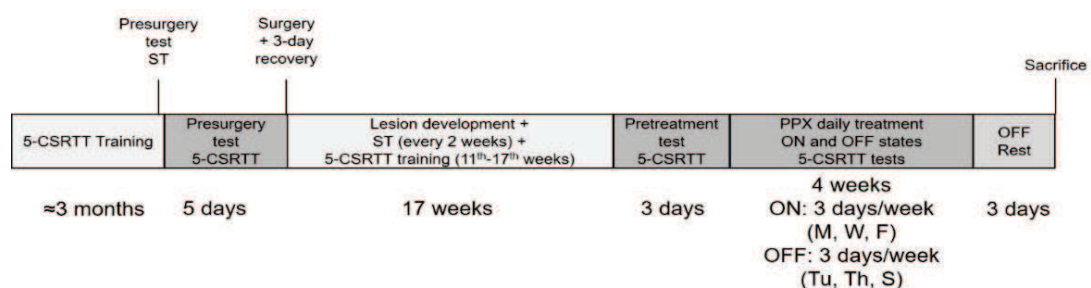 Presurgery
test
ST
Surgery
+ 3-day
recovery
Sacrifice
5-CSRTT Training
Presurgery
test
5-CSRTT
Lesion development +
ST (every 2 weeks) +
5-CSRTT training (11th-17th weeks)
Pretreatment
test
5-CSRTT
PPX daily treatment
ON and OFF states
5-CSRTT tests
OFF
Rest
≈3 months
5 days
17 weeks
3 days
4 weeks
ON: 3 days/week
(M, W, F)
OFF: 3 days/week
(Tu, Th, S)
3 days